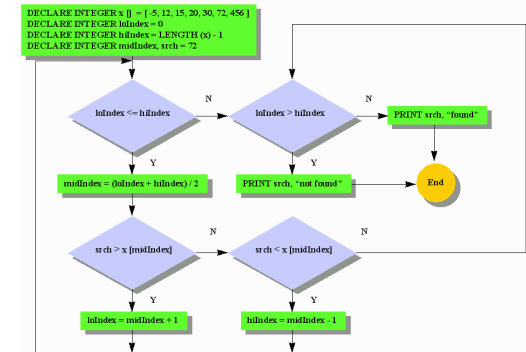 DECLARE INTEGER x [] = [ -5, 12, 15, 20, 30, 72, 456 ]
DECLARE INTEGER loIndex = 0
DECLARE INTEGER hiIndex = LENGTH (x) - 1
DECLARE INTEGER midIndex, srch = 72
loIndex <= hiIndex
N
loIndex > hiIndex
N
PRINT srch, "found"
Y
Y
midIndex = (loIndex + hiIndex) / 2
PRINT srch, "not found"
End
srch > x [midIndex]
N
srch < x [midIndex]
N
Y
Y
loIndex = midIndex + 1
hiIndex = midIndex - 1